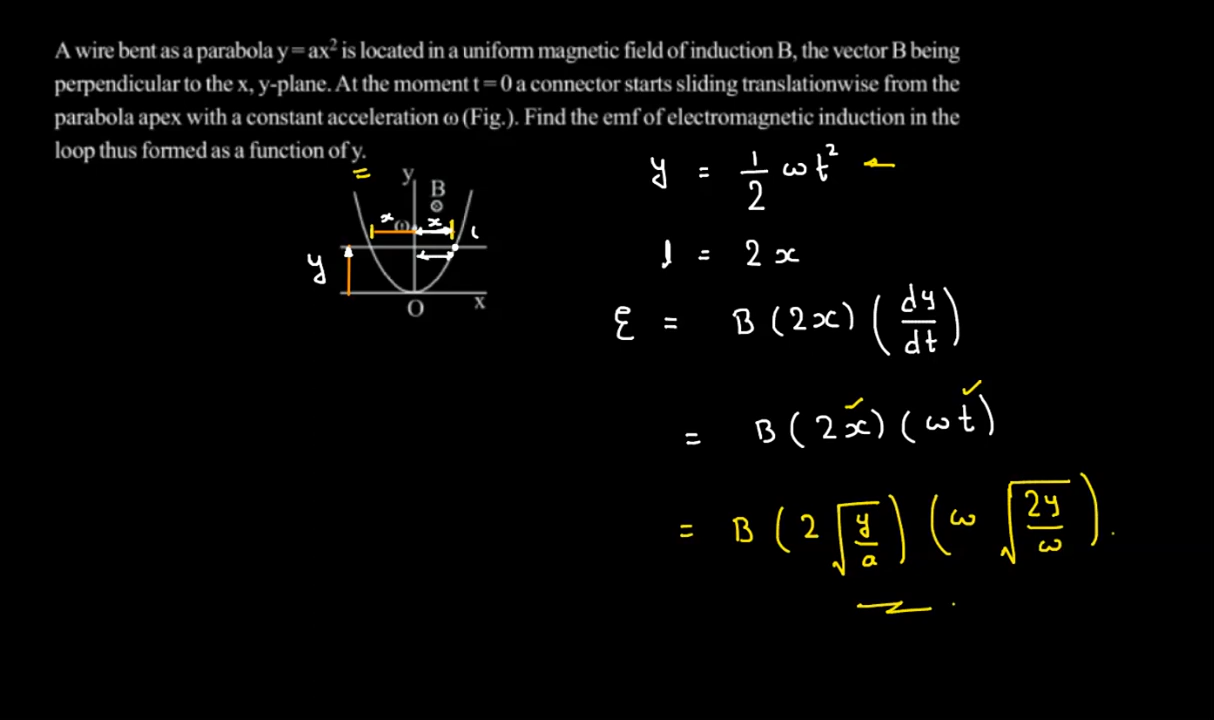 A wire bent as a parabola y = ax² is located in a uniform magnetic field of induction B, the vector B being
perpendicular to the x, y-plane. At the moment t = 0 a connector starts sliding translationwise from the
parabola apex with a constant acceleration ω (Fig.). Find the emf of electromagnetic induction in the
loop thus formed as a function of y.
y
B
x
ω
x
y
O
x
y = 1/2 ωt²
l = 2x
ℰ = B (2x) (dy/dt)
= B (2x) (ωt)
= B (2 √(y/a)) (ω √(2y/ω)).